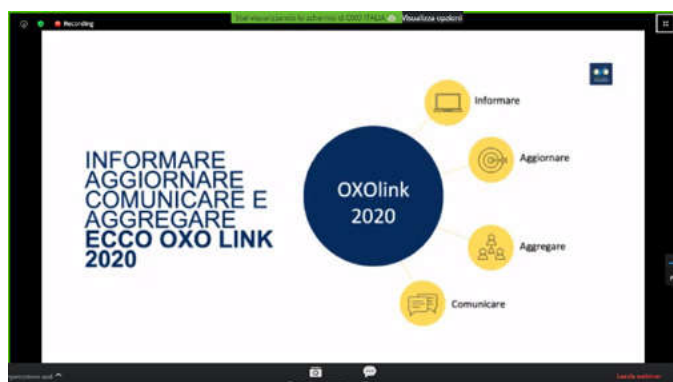 Recording
Stai visualizzando lo schermo di OXO ITALIA
Visualizza opzioni
INFORMARE
AGGIORNARE
COMUNICARE E
AGGREGARE
ECCO OXO LINK
2020
OXOlink
2020
Informare
Aggiornare
Aggregare
Comunicare